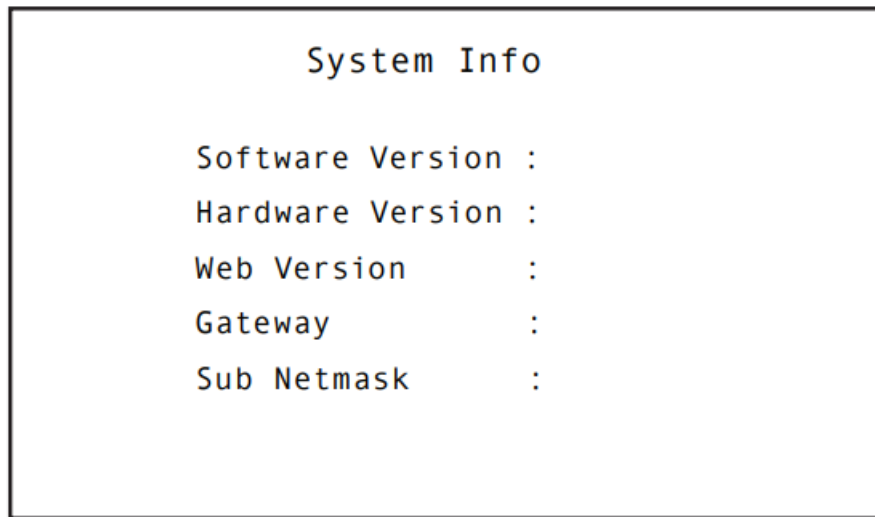 System Info
Software Version :
Hardware Version :
Web Version :
Gateway :
Sub Netmask :